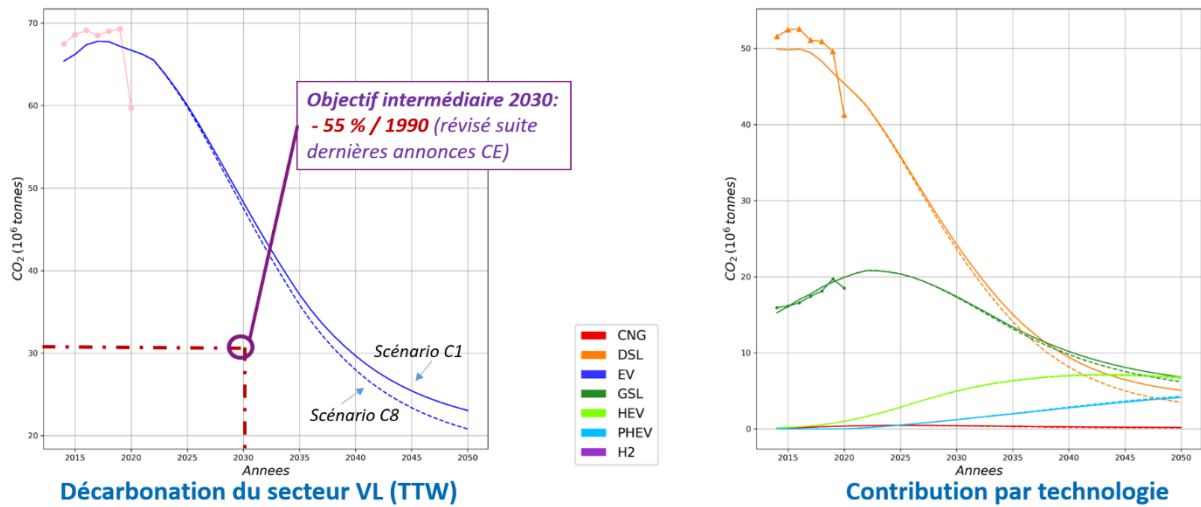 70
60
50
40
30
20
CO₂ (10⁶ tonnes)
2015 2020 2025 2030 2035 2040 2045 2050
Annees
Objectif intermédiaire 2030:
- 55 % / 1990 (révisé suite
dernières annonces CE)
Scénario C1
Scénario C8
Décarbonation du secteur VL (TTW)
CNG
DSL
EV
GSL
HEV
PHEV
H2
50
40
30
20
10
0
CO₂ (10⁶ tonnes)
2015 2020 2025 2030 2035 2040 2045 2050
Annees
Contribution par technologie